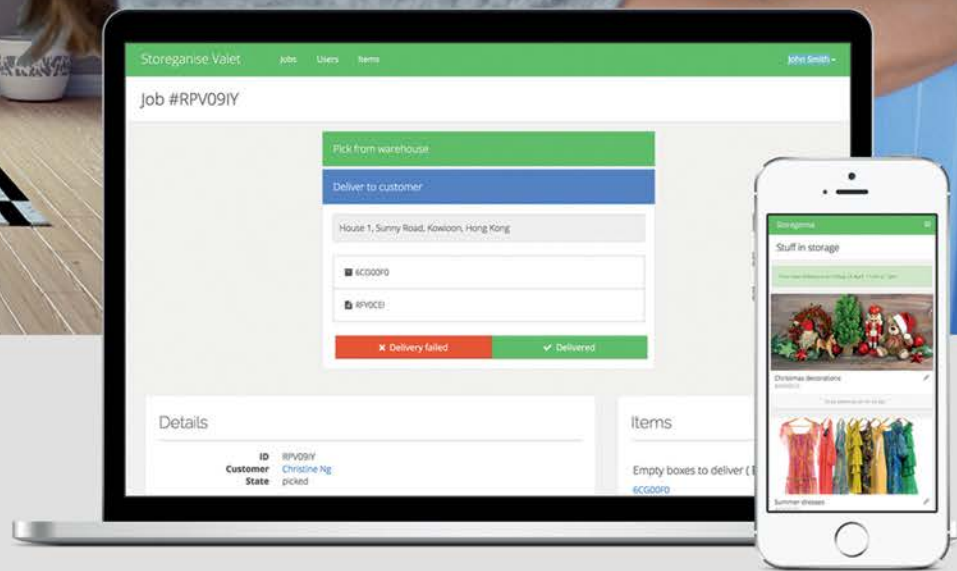 Storeganise Valet
Jobs Users Items
John Smith
Job #RPV09IY
Pick from warehouse
Deliver to customer
House 1, Sunny Road, Kowloon, Hong Kong
6CG00F0
RFY0CEI
Delivery failed
Delivered
Details
ID RPV09IY
Customer Christine Ng
State picked
Items
Empty boxes to deliver (
6CG00F0
Stuff in storage
Christmas decorations
Summer dresses